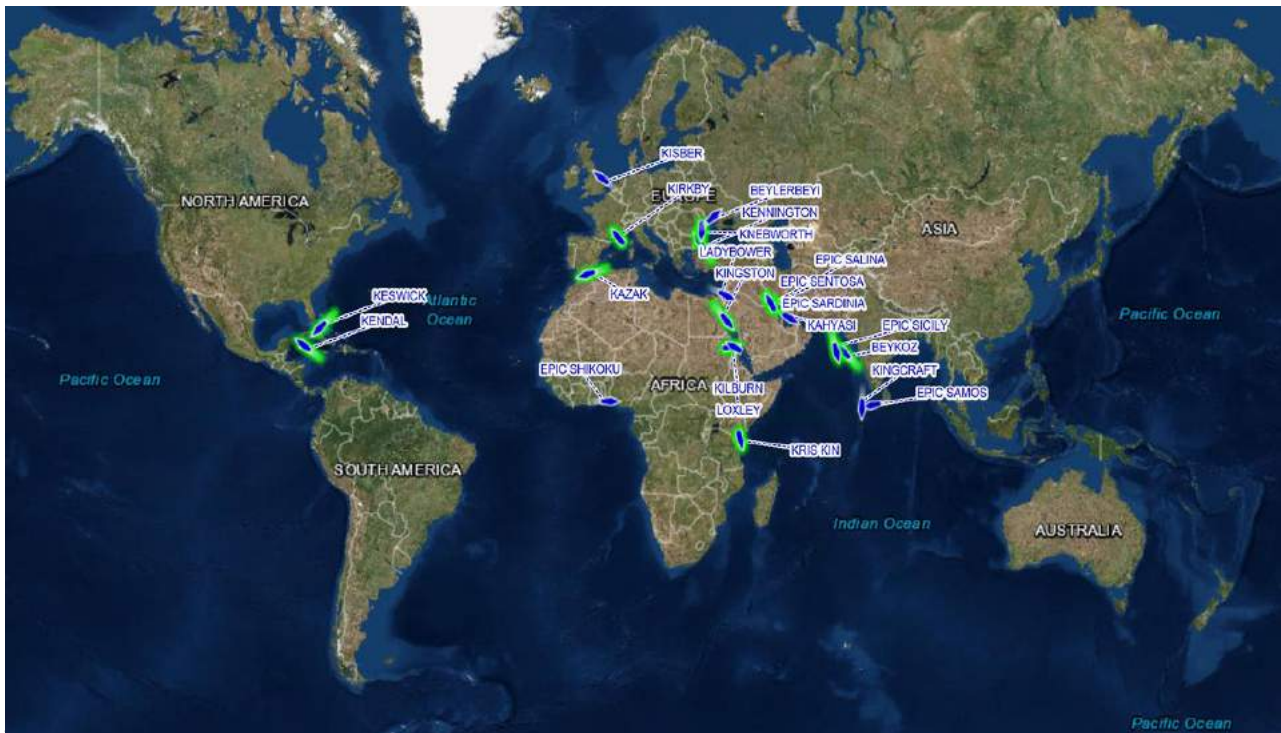 KISBER
KIRKBY
BEYLERBEYI
EUROPE
NORTH AMERICA
KENNINGTON
ASIA
KNEBWORTH
LADYBOWER
EPIC SALINA
KINGSTON
EPIC SENTOSA
KAZAK
KESWICK
Atlantic
Ocean
EPIC SARDINIA
Pacific Ocean
KENDAL
KAHYASI
EPIC SICILY
BEYKOZ
EPIC SHIKOKU
KINGCRAFT
Pacific Ocean
AFRICA
KILBURN
EPIC SAMOS
LOXLEY
KRIS KIN
SOUTH AMERICA
Indian Ocean
AUSTRALIA
Pacific Ocean